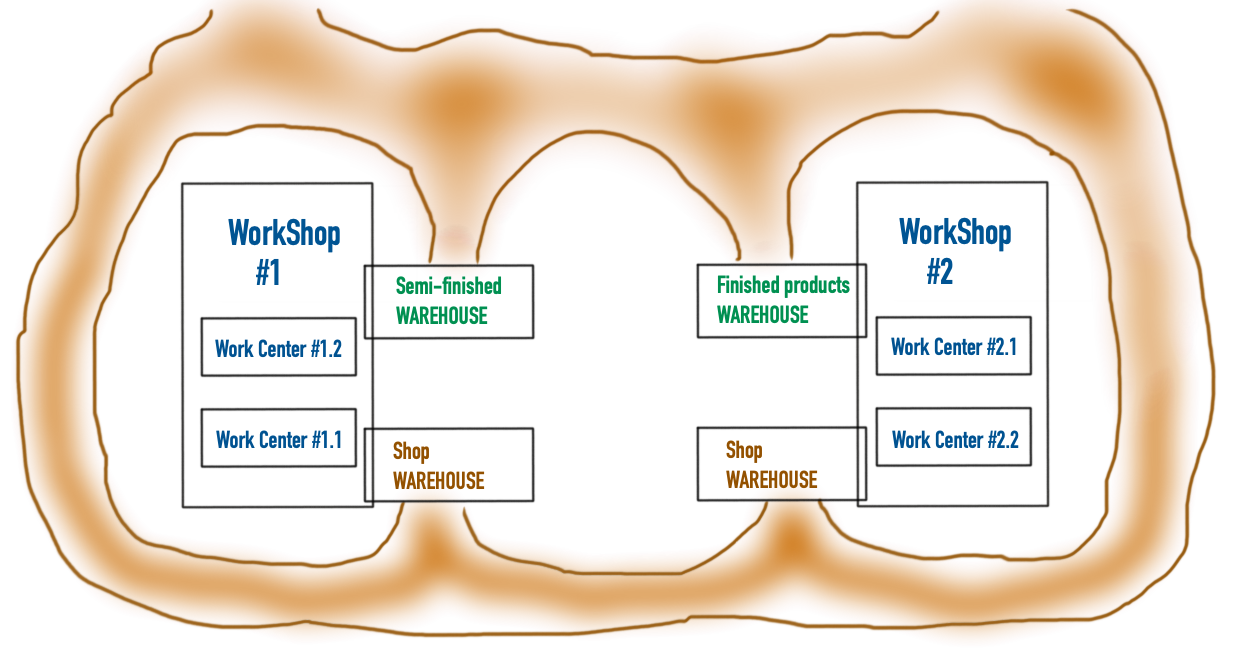 WorkShop
#1
Semi-finished
WAREHOUSE
Work Center #1.2
Work Center #1.1
Shop
WAREHOUSE
Finished products
WAREHOUSE
WorkShop
#2
Work Center #2.1
Work Center #2.2
Shop
WAREHOUSE